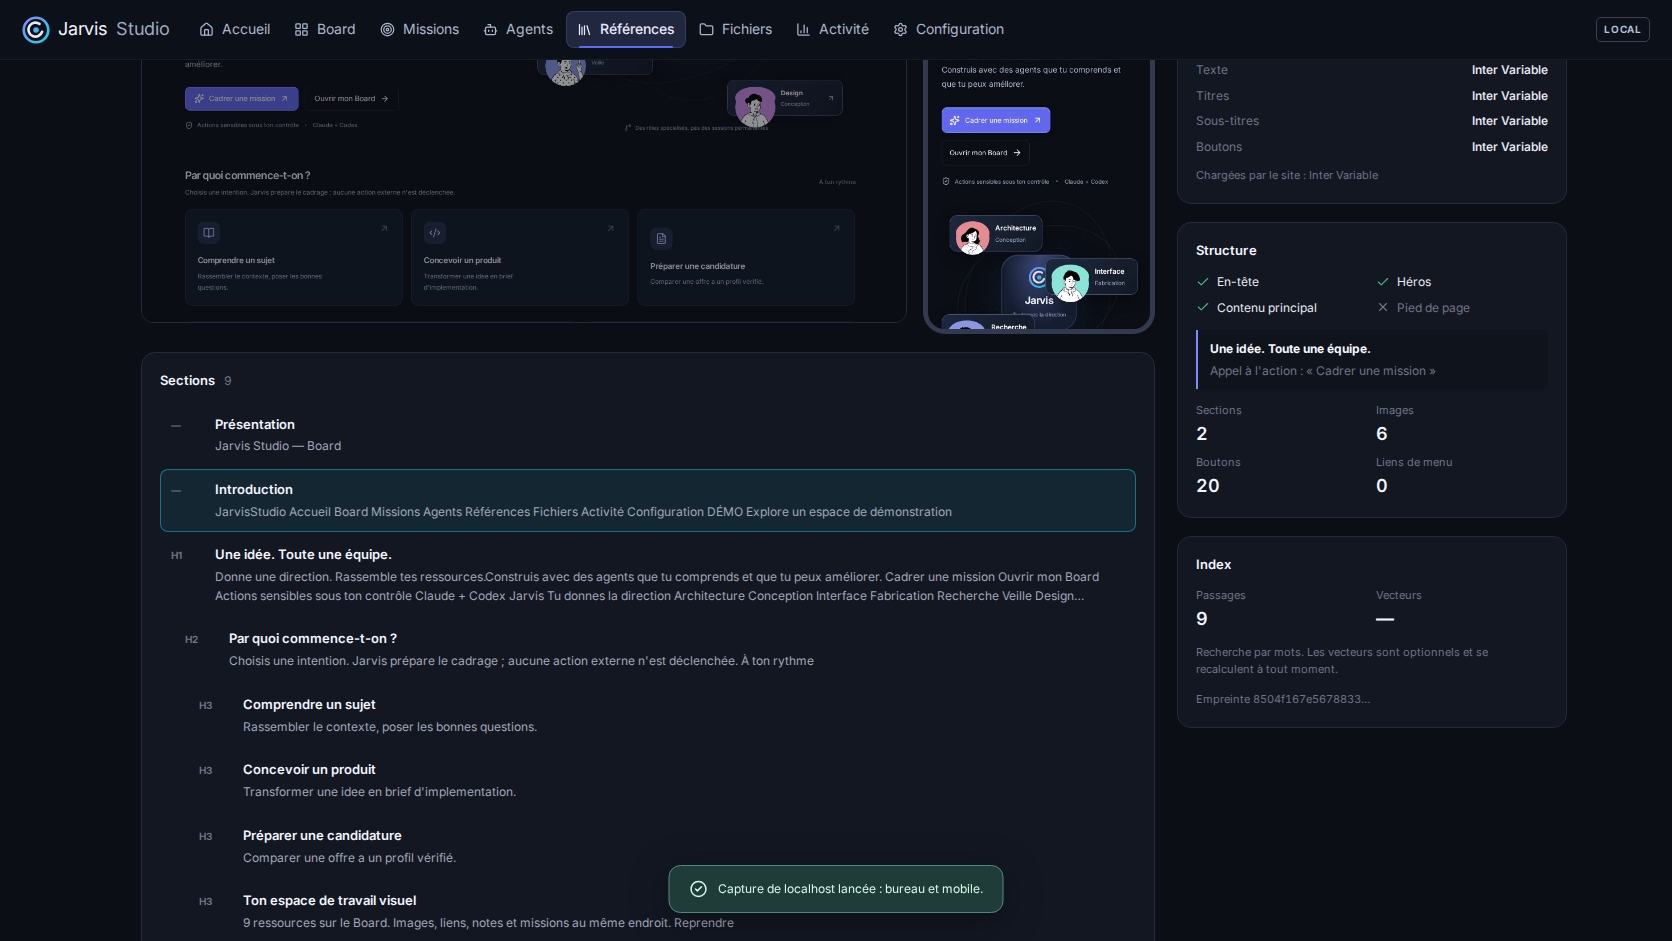 Jarvis Studio
Accueil
Board
Missions
Agents
Références
Fichiers
Activité
Configuration
LOCAL
améliorer.
Veille
Cadrer une mission
Ouvrir mon Board
Design
Conception
Actions sensibles sous ton contrôle • Claude + Codex
Des rôles spécialisés, pas des sessions permanentes
Par quoi commence-t-on ?
Choisis une intention. Jarvis prépare le cadrage ; aucune action externe n'est déclenchée.
À ton rythme
Comprendre un sujet
Rassembler le contexte, poser les bonnes
questions.
Concevoir un produit
Transformer une idée en brief
d'implementation.
Préparer une candidature
Comparer une offre a un profil vérifié.
Construis avec des agents que tu comprends et
que tu peux améliorer.
Cadrer une mission
Ouvrir mon Board
Actions sensibles sous ton contrôle • Claude + Codex
Architecture
Conception
Interface
Fabrication
Jarvis
Recherche
Texte Inter Variable
Titres Inter Variable
Sous-titres Inter Variable
Boutons Inter Variable
Chargées par le site : Inter Variable
Structure
En-tête
Héros
Contenu principal
Pied de page
Une idée. Toute une équipe.
Appel à l'action : « Cadrer une mission »
Sections
2
Images
6
Boutons
20
Liens de menu
0
Index
Passages
9
Vecteurs
—
Recherche par mots. Les vecteurs sont optionnels et se
recalculent à tout moment.
Empreinte 8504f167e5678833…
Sections 9
— Présentation
Jarvis Studio — Board
— Introduction
JarvisStudio Accueil Board Missions Agents Références Fichiers Activité Configuration DÉMO Explore un espace de démonstration
H1 Une idée. Toute une équipe.
Donne une direction. Rassemble tes ressources.Construis avec des agents que tu comprends et que tu peux améliorer. Cadrer une mission Ouvrir mon Board
Actions sensibles sous ton contrôle Claude + Codex Jarvis Tu donnes la direction Architecture Conception Interface Fabrication Recherche Veille Design…
H2 Par quoi commence-t-on ?
Choisis une intention. Jarvis prépare le cadrage ; aucune action externe n'est déclenchée. À ton rythme
H3 Comprendre un sujet
Rassembler le contexte, poser les bonnes questions.
H3 Concevoir un produit
Transformer une idee en brief d'implementation.
H3 Préparer une candidature
Comparer une offre a un profil vérifié.
H3 Ton espace de travail visuel
9 ressources sur le Board. Images, liens, notes et missions au même endroit. Reprendre
Capture de localhost lancée : bureau et mobile.